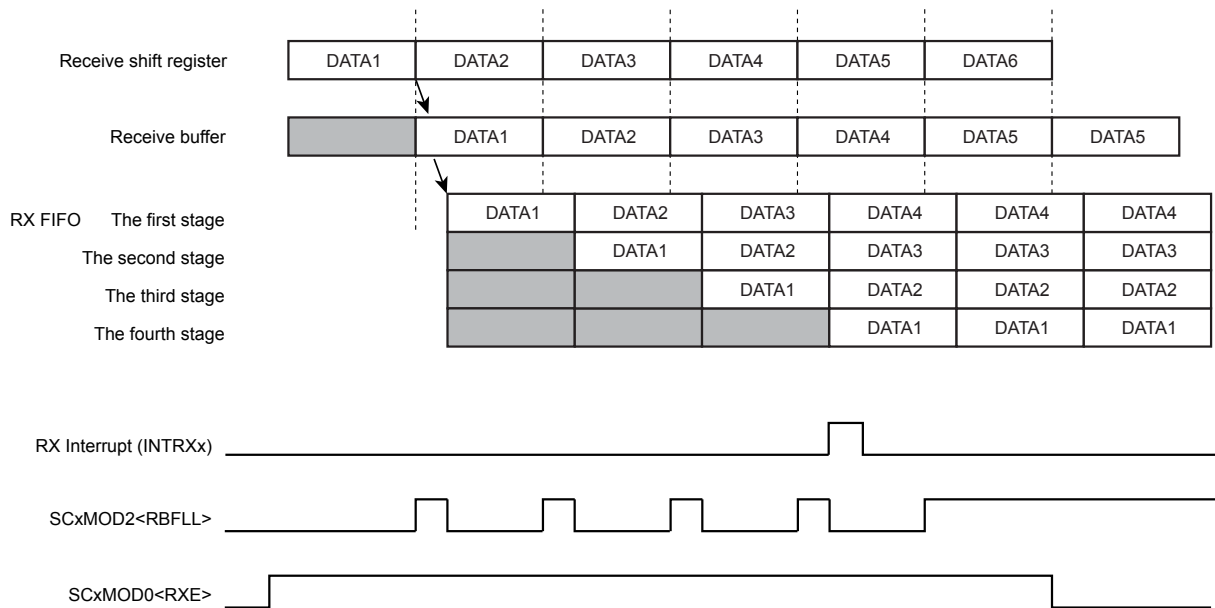 Receive shift register DATA1 DATA2 DATA3 DATA4 DATA5 DATA6
Receive buffer DATA1 DATA2 DATA3 DATA4 DATA5 DATA5
RX FIFO The first stage DATA1 DATA2 DATA3 DATA4 DATA4 DATA4
The second stage DATA1 DATA2 DATA3 DATA3 DATA3
The third stage DATA1 DATA2 DATA2 DATA2
The fourth stage DATA1 DATA1 DATA1
RX Interrupt (INTRXx)
SCxMOD2<RBFLL>
SCxMOD0<RXE>